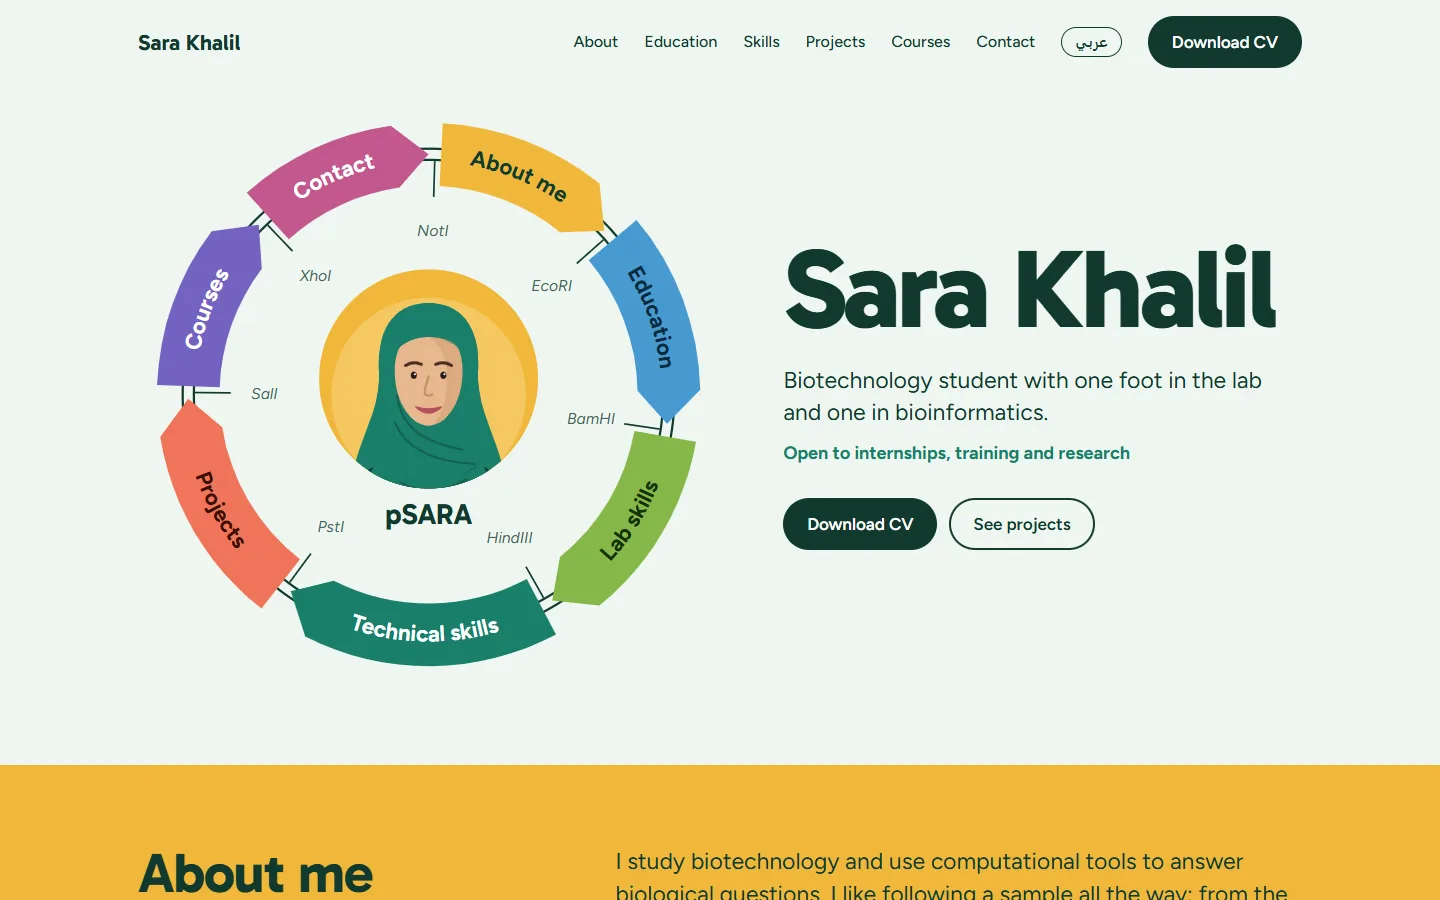 Sara Khalil
About
Education
Skills
Projects
Courses
Contact
عربي
Download CV
About me
Education
Lab skills
Technical skills
Projects
Courses
Contact
NotI
EcoRI
BamHI
HindIII
PstI
SalI
XhoI
pSARA
Sara Khalil
Biotechnology student with one foot in the lab
and one in bioinformatics.
Open to internships, training and research
Download CV
See projects
About me
I study biotechnology and use computational tools to answer
biological questions. I like following a sample all the way: from the